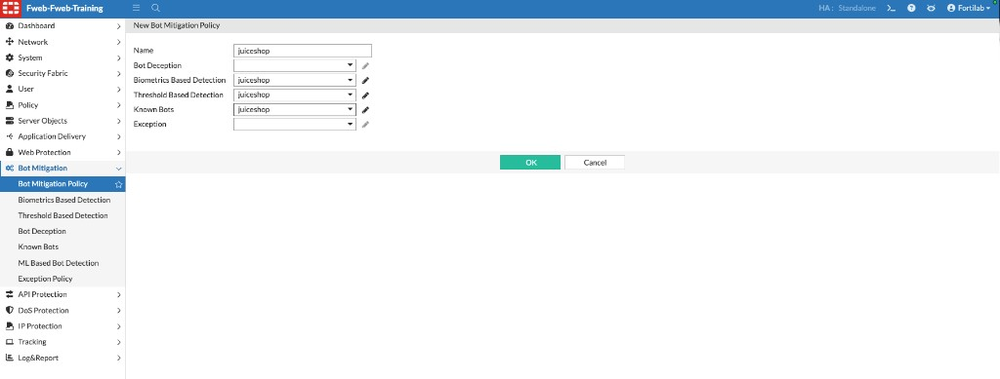 Fweb-Fweb-Training
HA: Standalone
Fortilab
Dashboard
Network
System
Security Fabric
User
Policy
Server Objects
Application Delivery
Web Protection
Bot Mitigation
Bot Mitigation Policy
Biometrics Based Detection
Threshold Based Detection
Bot Deception
Known Bots
ML Based Bot Detection
Exception Policy
API Protection
DoS Protection
IP Protection
Tracking
Log&Report
New Bot Mitigation Policy
Name juiceshop
Bot Deception
Biometrics Based Detection juiceshop
Threshold Based Detection juiceshop
Known Bots juiceshop
Exception
OK Cancel